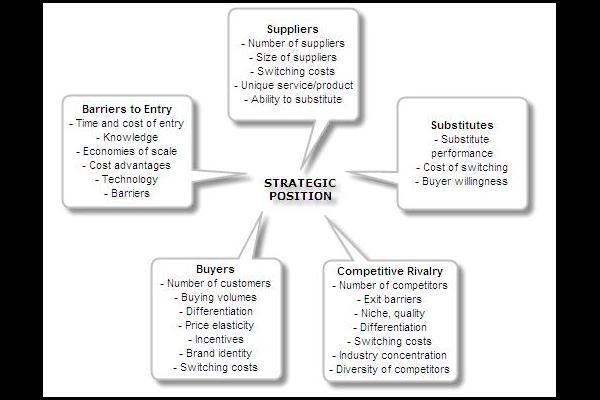 Suppliers
- Number of suppliers
- Size of suppliers
- Switching costs
- Unique service/product
- Ability to substitute
Barriers to Entry
- Time and cost of entry
- Knowledge
- Economies of scale
- Cost advantages
- Technology
- Barriers
Substitutes
- Substitute
performance
- Cost of switching
- Buyer willingness
STRATEGIC
POSITION
Buyers
- Number of customers
- Buying volumes
- Differentiation
- Price elasticity
- Incentives
- Brand identity
- Switching costs
Competitive Rivalry
- Number of competitors
- Exit barriers
- Niche, quality
- Differentiation
- Switching costs
- Industry concentration
- Diversity of competitors